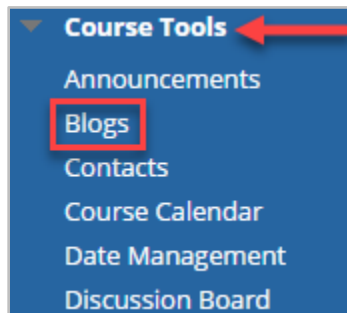 Course Tools
Announcements
Blogs
Contacts
Course Calendar
Date Management
Discussion Board